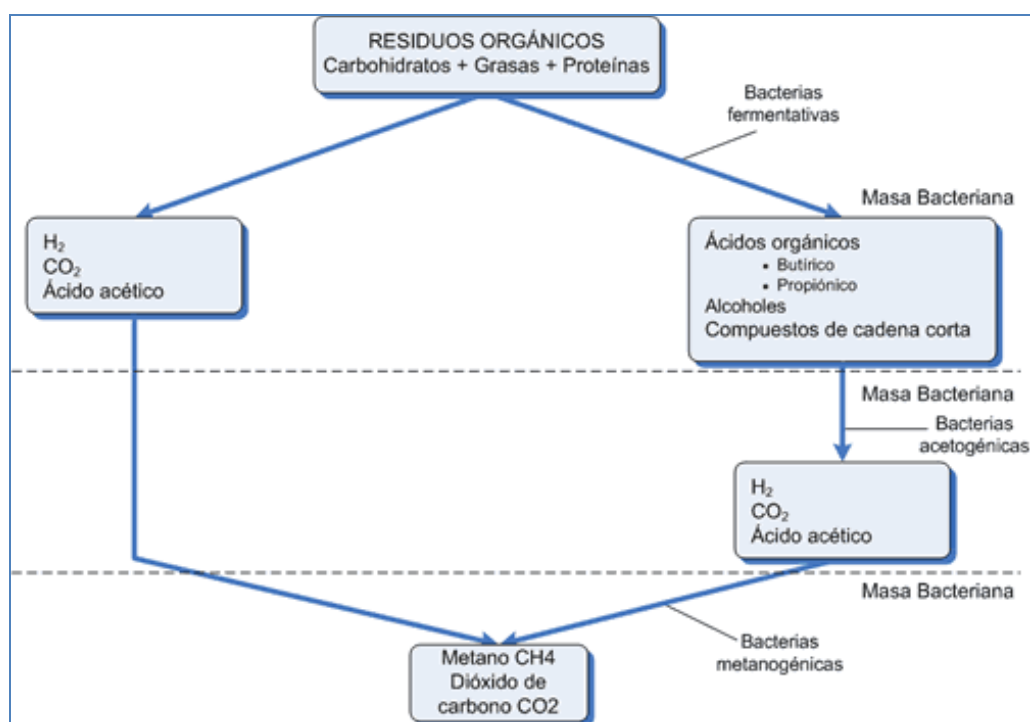 RESIDUOS ORGÁNICOS
Carbohidratos + Grasas + Proteínas
Bacterias
fermentativas
Masa Bacteriana
H₂
CO₂
Ácido acético
Ácidos orgánicos
• Butírico
• Propiónico
Alcoholes
Compuestos de cadena corta
Masa Bacteriana
Bacterias
acetogénicas
H₂
CO₂
Ácido acético
Masa Bacteriana
Bacterias
metanogénicas
Metano CH4
Dióxido de
carbono CO2